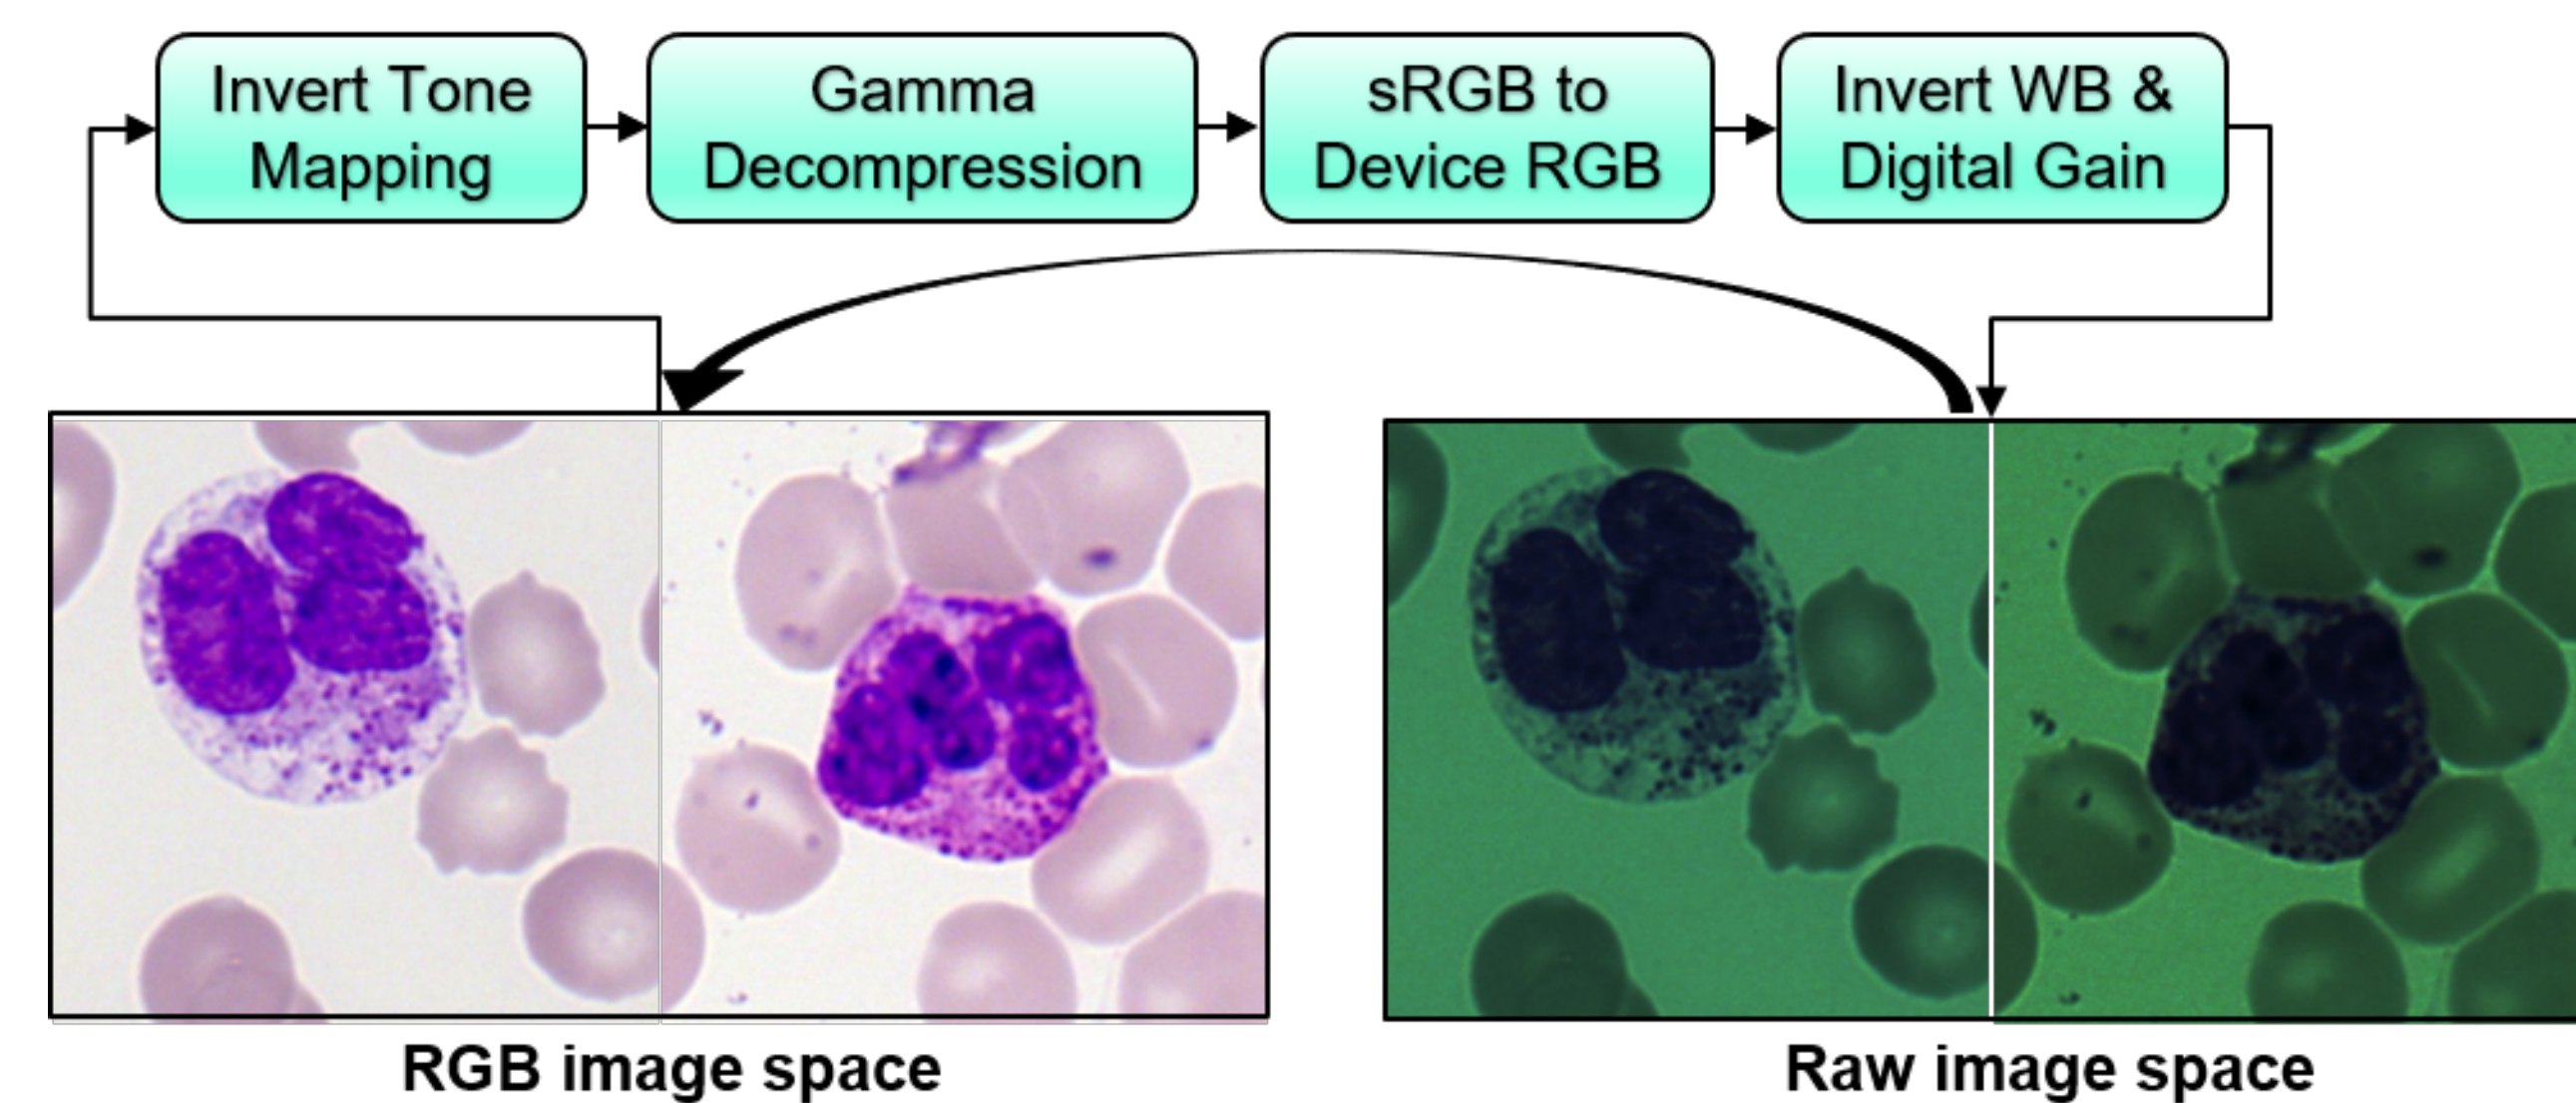 Invert Tone
Mapping
Gamma
Decompression
sRGB to
Device RGB
Invert WB &
Digital Gain
RGB image space
Raw image space